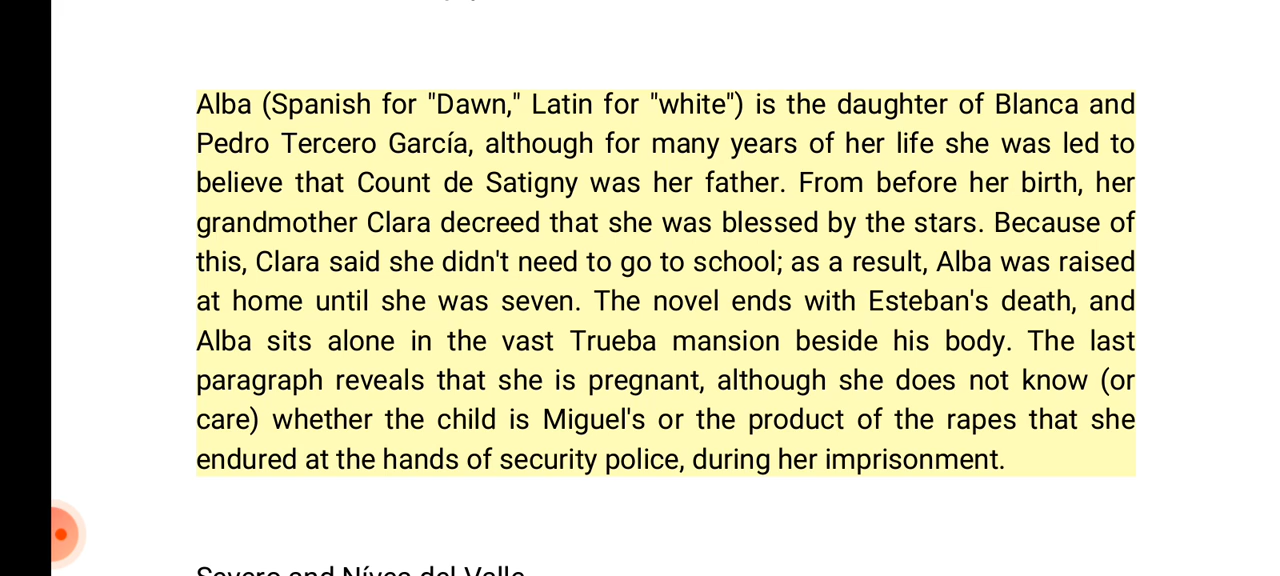 Alba (Spanish for "Dawn," Latin for "white") is the daughter of Blanca and
Pedro Tercero García, although for many years of her life she was led to
believe that Count de Satigny was her father. From before her birth, her
grandmother Clara decreed that she was blessed by the stars. Because of
this, Clara said she didn't need to go to school; as a result, Alba was raised
at home until she was seven. The novel ends with Esteban's death, and
Alba sits alone in the vast Trueba mansion beside his body. The last
paragraph reveals that she is pregnant, although she does not know (or
care) whether the child is Miguel's or the product of the rapes that she
endured at the hands of security police, during her imprisonment.
Severo and Nívea del Valle